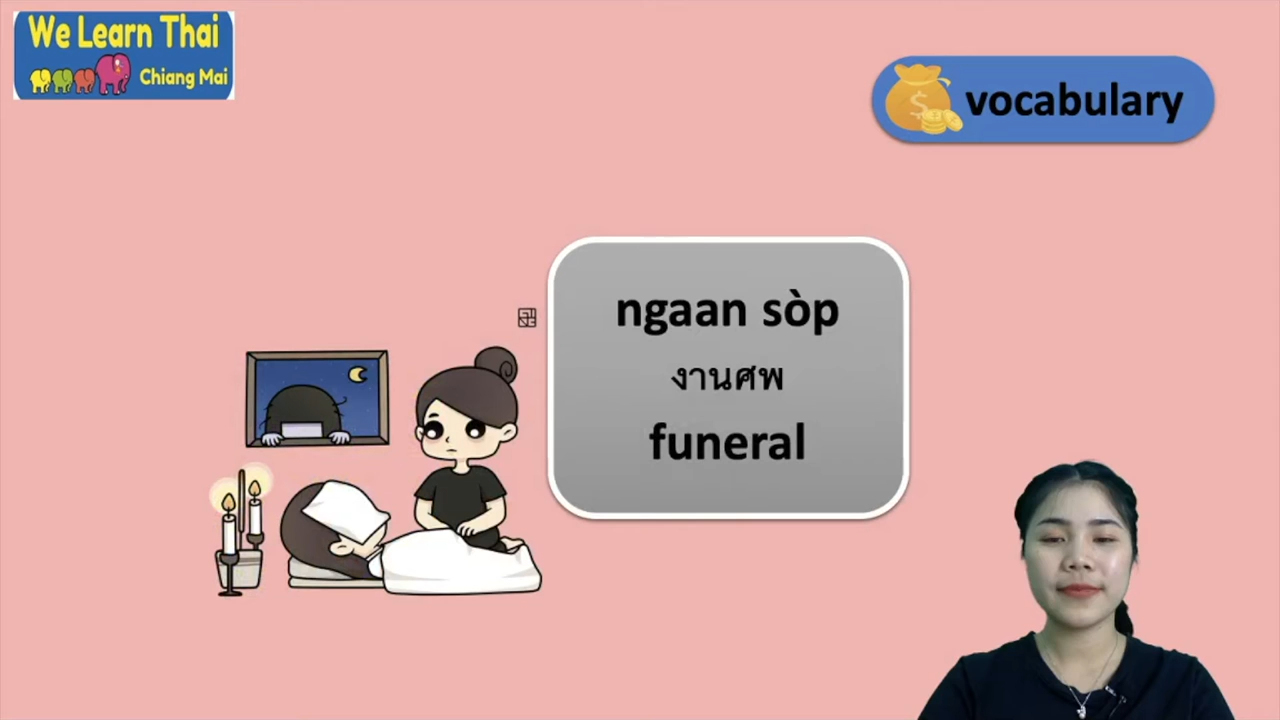 We Learn Thai
Chiang Mai
vocabulary
ngaan sòp
งานศพ
funeral